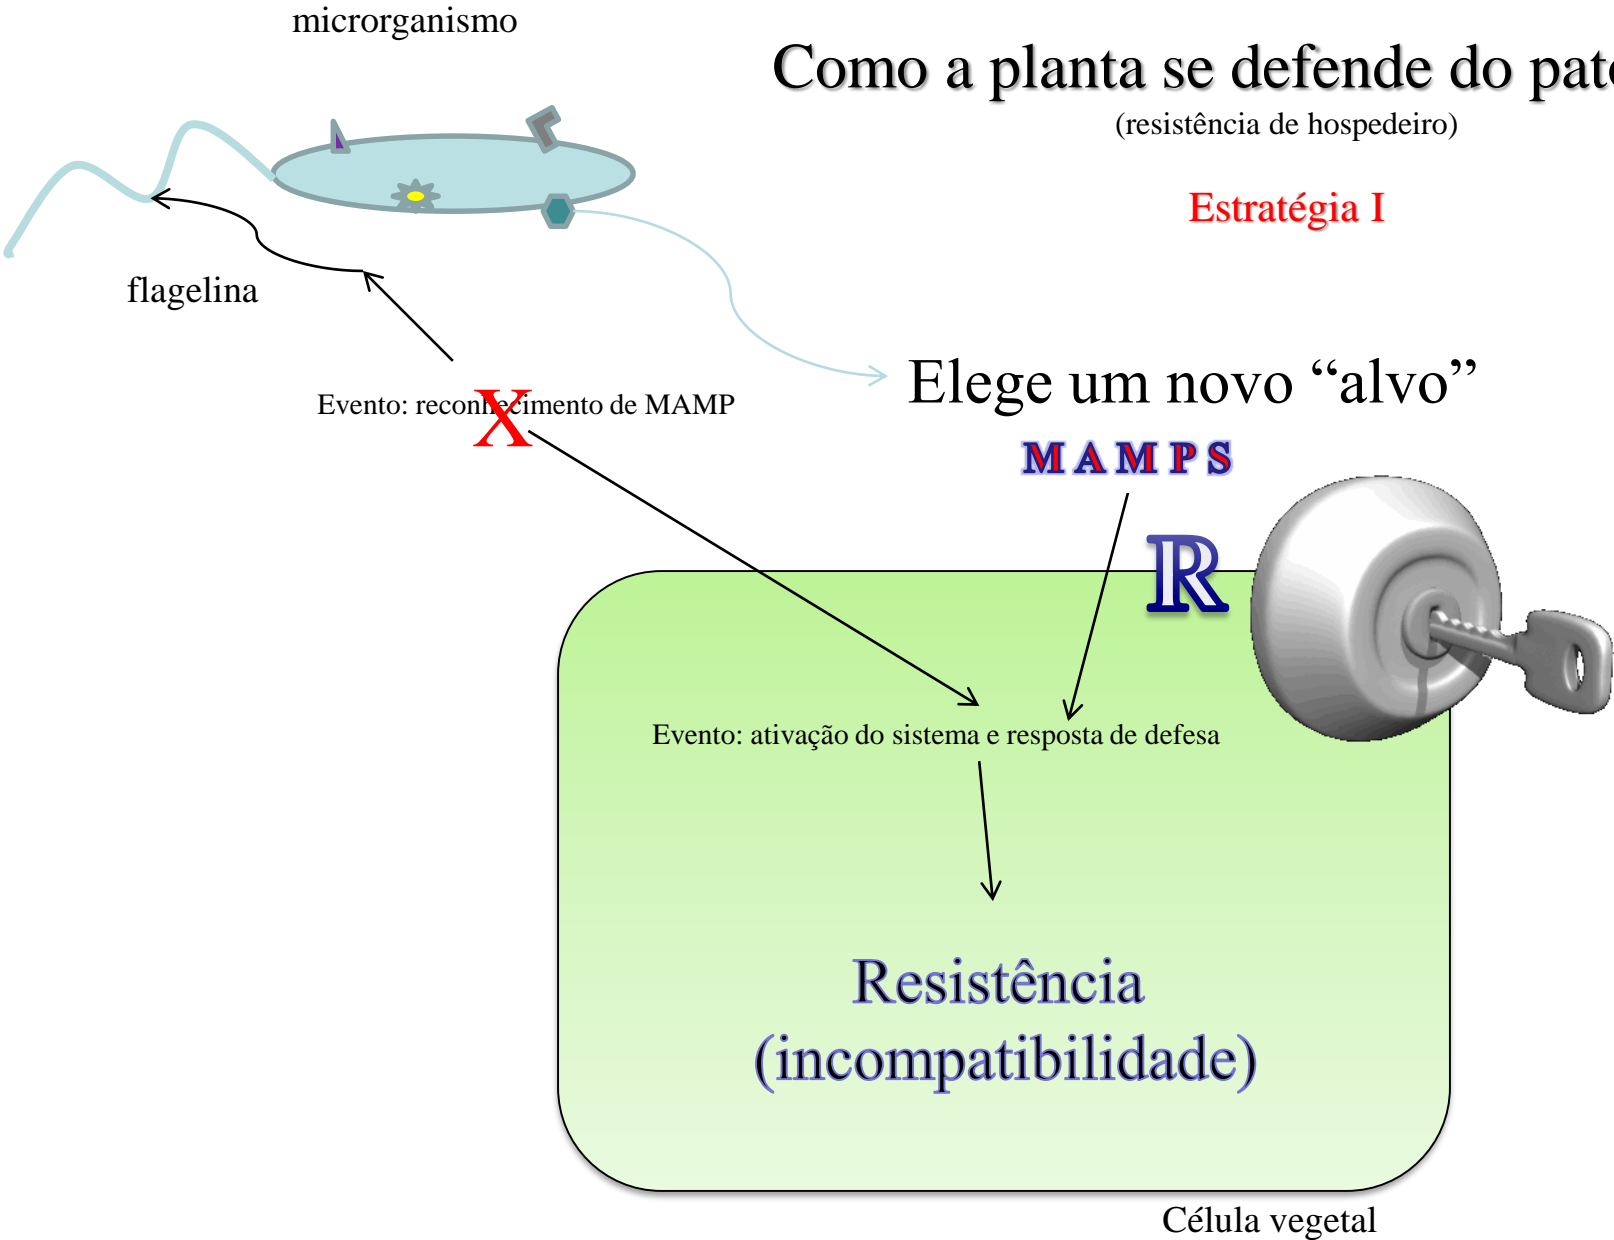 microrganismo
Como a planta se defende do
(resistência de hospedeiro)
Estratégia I
flagelina
Elege um novo “alvo”
Evento: reconhecimento de MAMP
X
MAMPS
R
Evento: ativação do sistema e resposta de defesa
Resistência
(incompatibilidade)
Célula vegetal